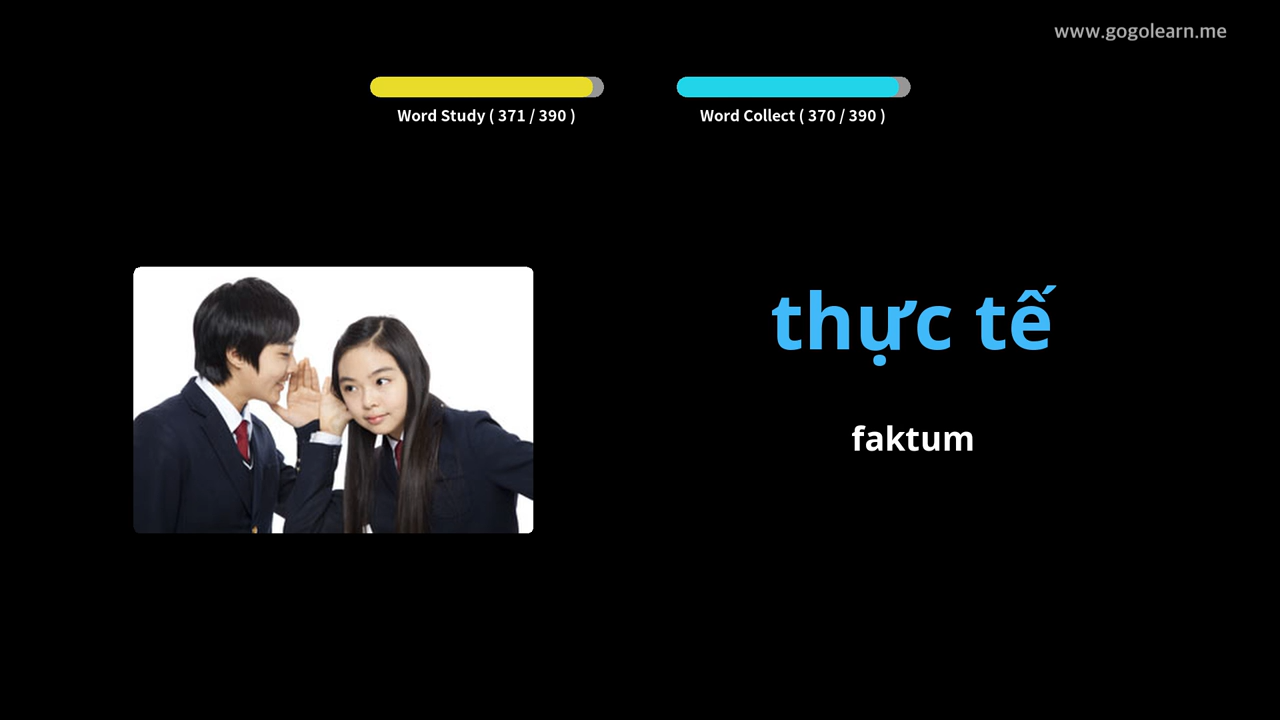 www.gogolearn.me
Word Study ( 371 / 390 )
Word Collect ( 370 / 390 )
thực tế
faktum